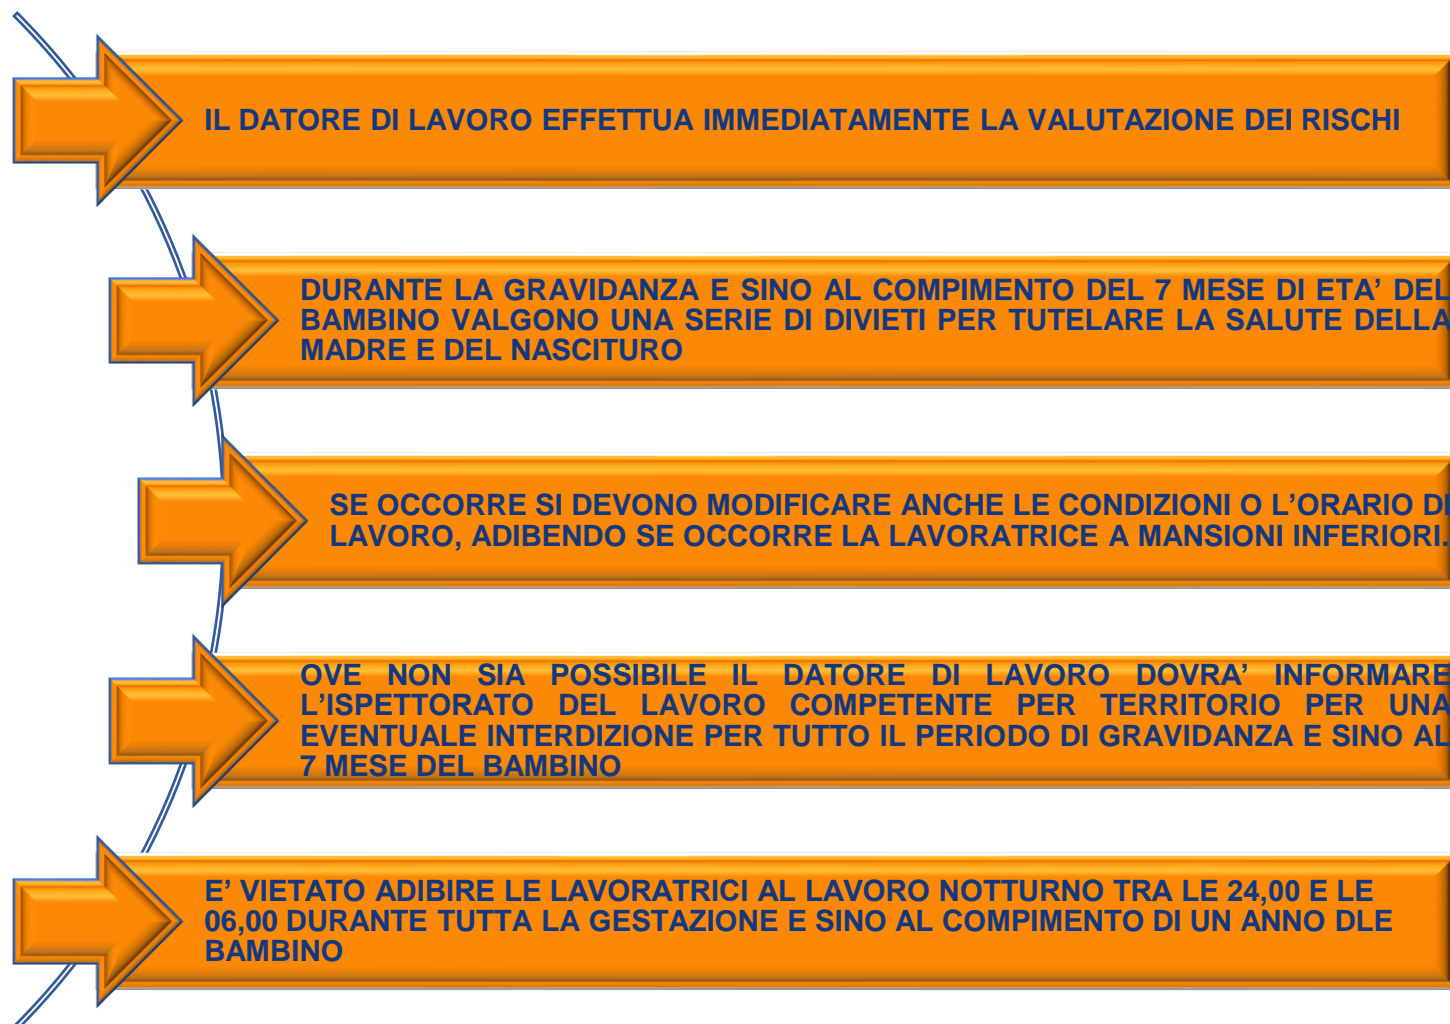 IL DATORE DI LAVORO EFFETTUA IMMEDIATAMENTE LA VALUTAZIONE DEI RISCHI
DURANTE LA GRAVIDANZA E SINO AL COMPIMENTO DEL 7 MESE DI ETA’ DEL
BAMBINO VALGONO UNA SERIE DI DIVIETI PER TUTELARE LA SALUTE DELLA
MADRE E DEL NASCITURO
SE OCCORRE SI DEVONO MODIFICARE ANCHE LE CONDIZIONI O L’ORARIO DI
LAVORO, ADIBENDO SE OCCORRE LA LAVORATRICE A MANSIONI INFERIORI.
OVE NON SIA POSSIBILE IL DATORE DI LAVORO DOVRA’ INFORMARE
L’ISPETTORATO DEL LAVORO COMPETENTE PER TERRITORIO PER UNA
EVENTUALE INTERDIZIONE PER TUTTO IL PERIODO DI GRAVIDANZA E SINO AL
7 MESE DEL BAMBINO
E’ VIETATO ADIBIRE LE LAVORATRICI AL LAVORO NOTTURNO TRA LE 24,00 E LE
06,00 DURANTE TUTTA LA GESTAZIONE E SINO AL COMPIMENTO DI UN ANNO DLE
BAMBINO